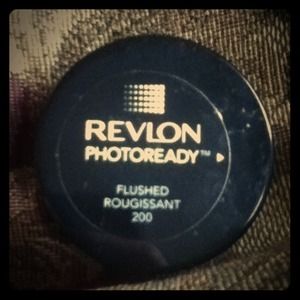 REVLON
PHOTOREADY™
FLUSHED
ROUGISSANT
200